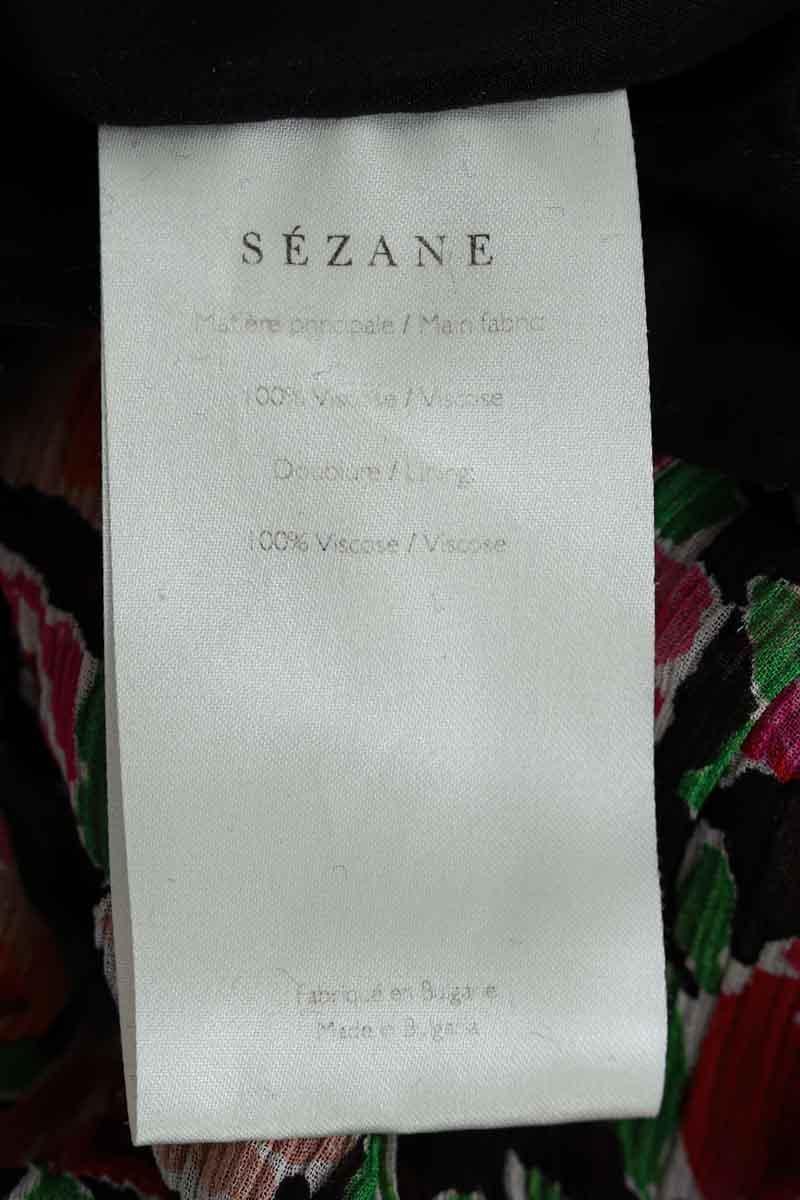 SÉZANE
Matière principale / Main fabric
100% Viscose / Viscose
Doublure / Lining
100% Viscose / Viscose
Fabriqué en Bulgarie
Made in Bulgaria